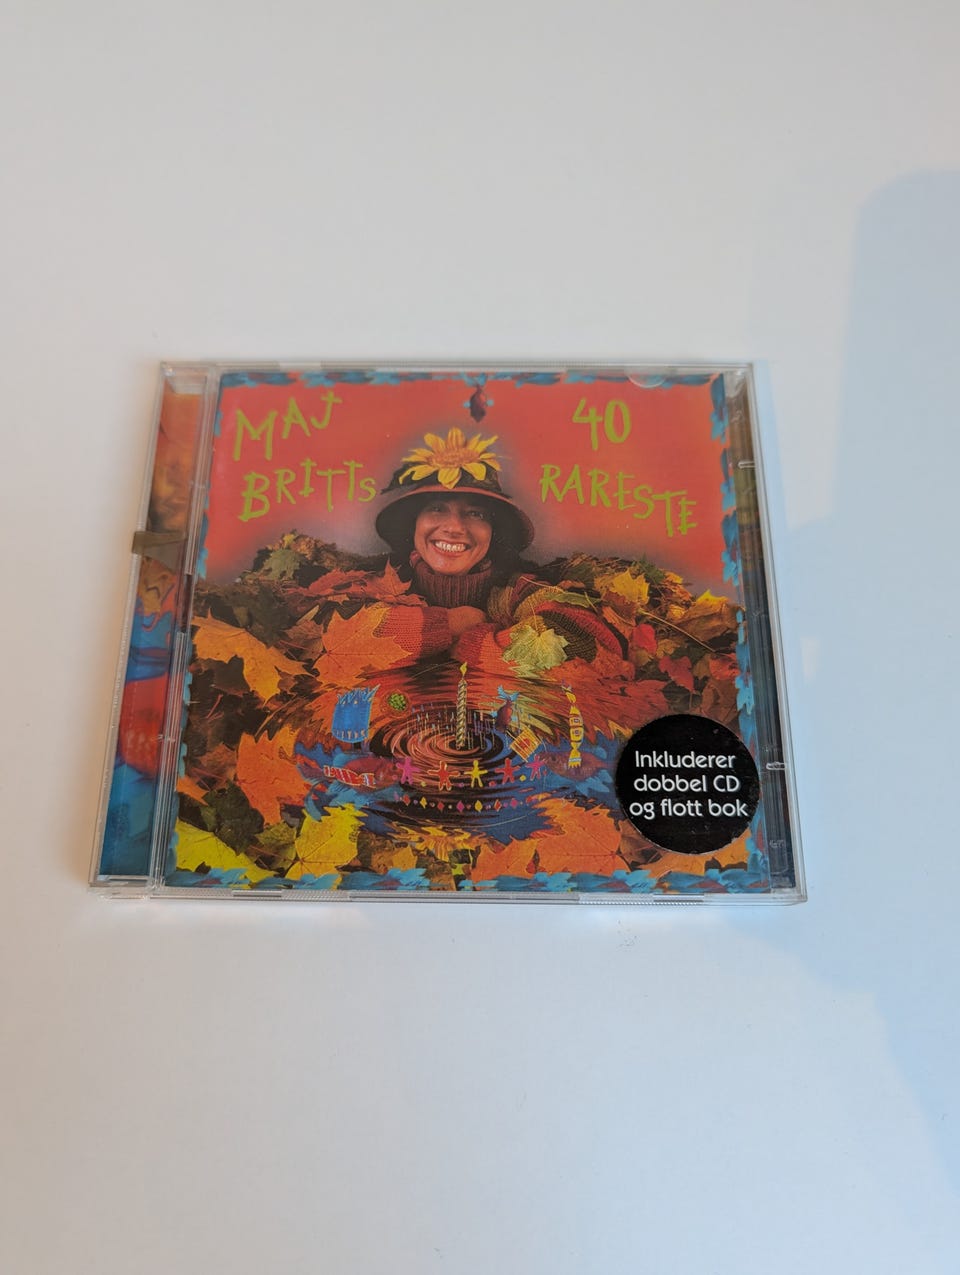 MAJ
BRITTS
40
RARESTE
Inkluderer
dobbel CD
og flott bok